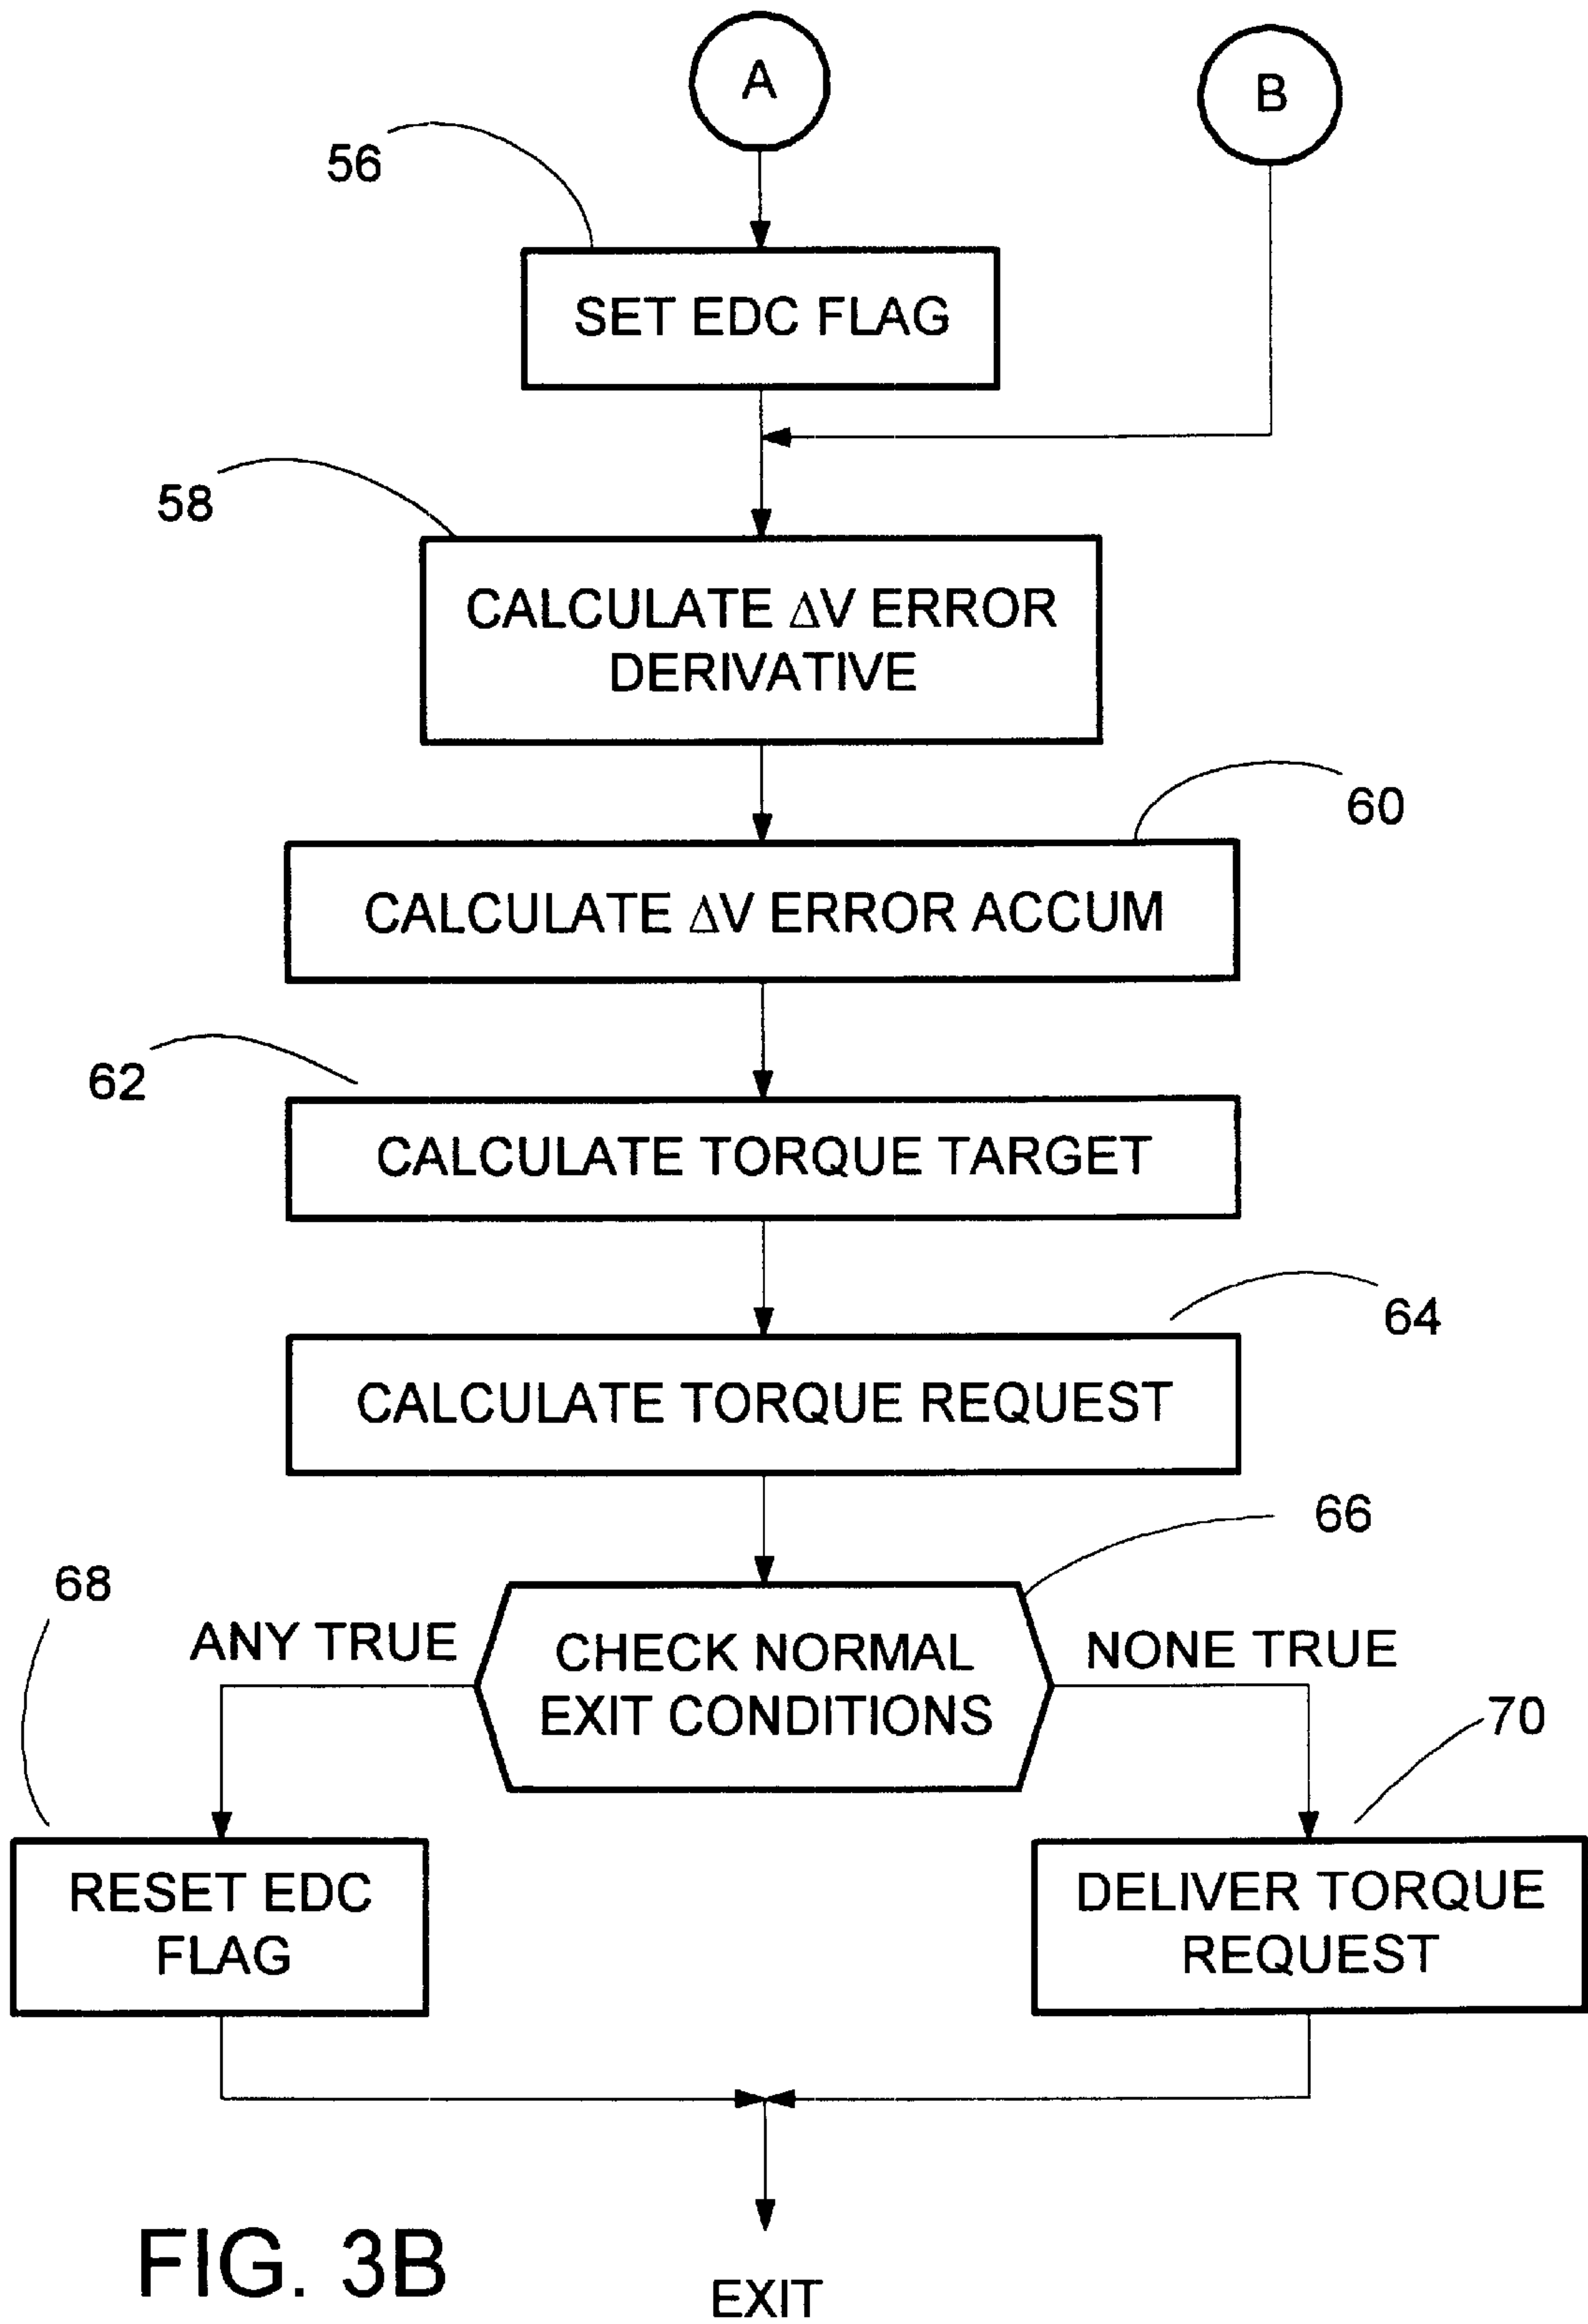 A
B
56
SET EDC FLAG
58
CALCULATE ΔV ERROR
DERIVATIVE
60
CALCULATE ΔV ERROR ACCUM
62
CALCULATE TORQUE TARGET
64
CALCULATE TORQUE REQUEST
66
68
ANY TRUE
CHECK NORMAL
EXIT CONDITIONS
NONE TRUE
70
RESET EDC
FLAG
DELIVER TORQUE
REQUEST
FIG. 3B
EXIT